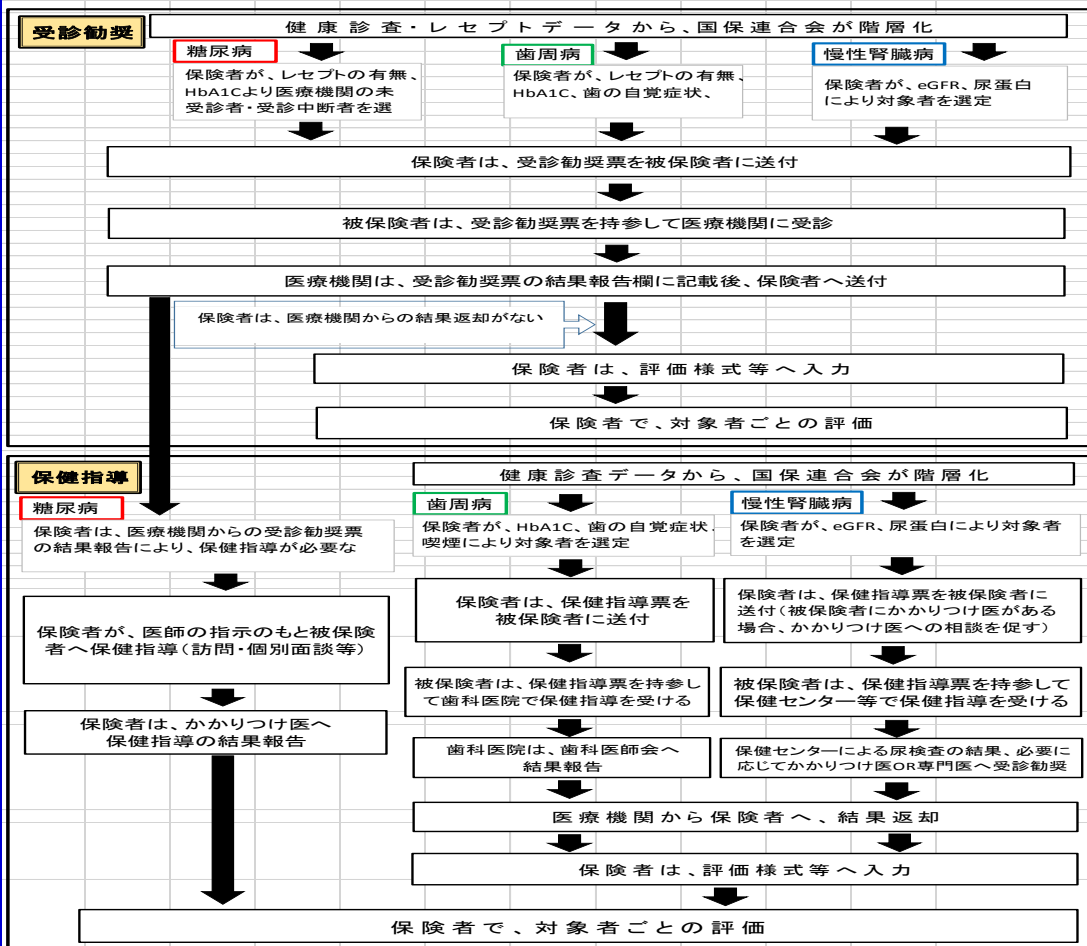 受診勧奨
健康診査・レセプトデータから、国保連合会が階層化
糖尿病
保険者が、レセプトの有無、
HbA1Cより医療機関の未
受診者・受診中断者を選
歯周病
保険者が、レセプトの有無、
HbA1C、歯の自覚症状、
慢性腎臓病
保険者が、eGFR、尿蛋白
により対象者を選定
保険者は、受診勧奨票を被保険者に送付
被保険者は、受診勧奨票を持参して医療機関に受診
医療機関は、受診勧奨票の結果報告欄に記載後、保険者へ送付
保険者は、医療機関からの結果返却がない
保険者は、評価様式等へ入力
保険者で、対象者ごとの評価
保健指導
健康診査データから、国保連合会が階層化
糖尿病
保険者は、医療機関からの受診勧奨票
の結果報告により、保健指導が必要な
保険者が、医師の指示のもと被保険
者へ保健指導（訪問・個別面談等）
保険者は、かかりつけ医へ
保健指導の結果報告
歯周病
保険者が、HbA1C、歯の自覚症状、
喫煙により対象者を選定
保険者は、保健指導票を
被保険者に送付
被保険者は、保健指導票を持参し
て歯科医院で保健指導を受ける
歯科医院は、歯科医師会へ
結果報告
慢性腎臓病
保険者が、eGFR、尿蛋白により対象者
を選定
保険者は、保健指導票を被保険者に
送付（被保険者にかかりつけ医がある
場合、かかりつけ医への相談を促す）
被保険者は、保健指導票を持参して
保健センター等で保健指導を受ける
保健センターによる尿検査の結果、必要に
応じてかかりつけ医OR専門医へ受診勧奨
医療機関から保険者へ、結果返却
保険者は、評価様式等へ入力
保険者で、対象者ごとの評価